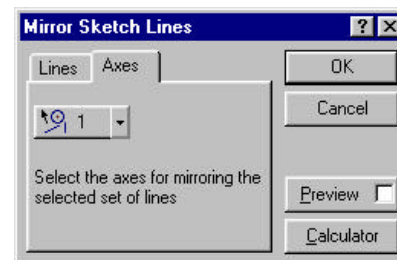 Mirror Sketch Lines ? X
Lines Axes
OK
1
Cancel
Select the axes for mirroring the
selected set of lines
Preview
Calculator